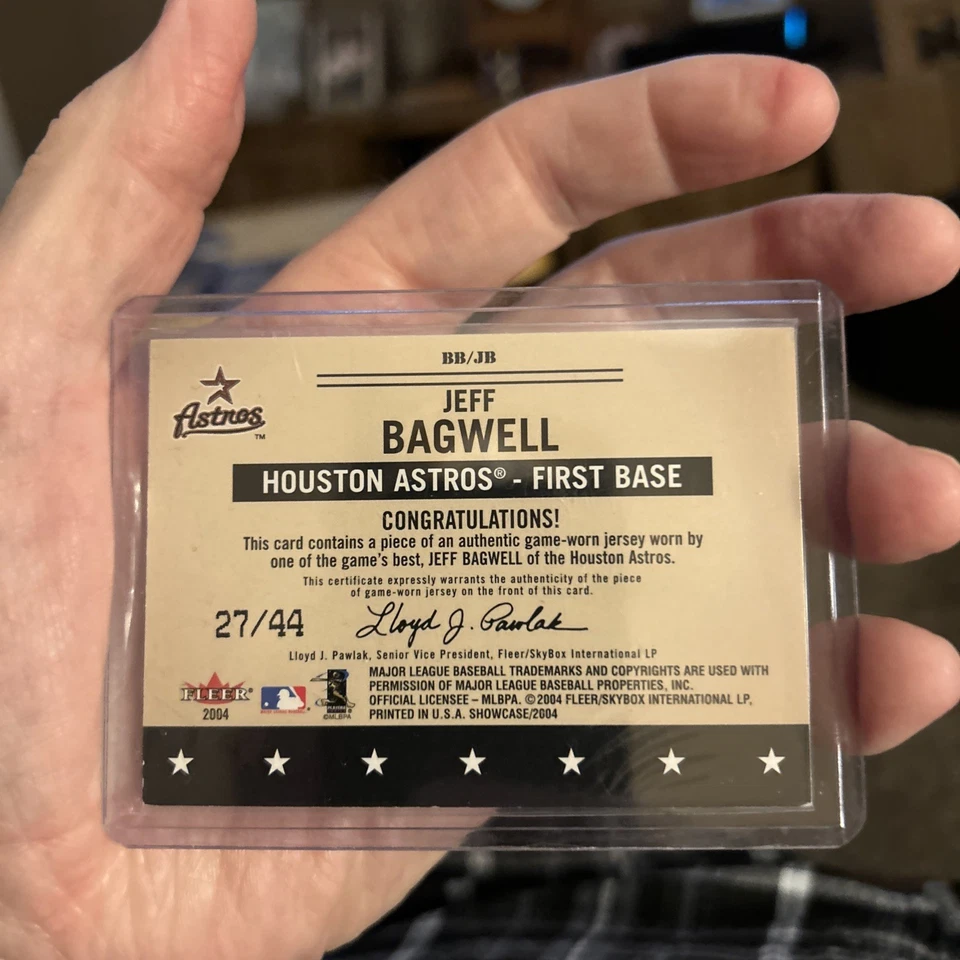 BB/JB
Astros™
JEFF
BAGWELL
HOUSTON ASTROS® - FIRST BASE
CONGRATULATIONS!
This card contains a piece of an authentic game-worn jersey worn by
one of the game's best, JEFF BAGWELL of the Houston Astros.
This certificate expressly warrants the authenticity of the piece
of game-worn jersey on the front of this card.
27/44
Lloyd J. Pawlak
Lloyd J. Pawlak, Senior Vice President, Fleer/SkyBox International LP
FLEER®
2004
©MLBPA
MAJOR LEAGUE BASEBALL TRADEMARKS AND COPYRIGHTS ARE USED WITH
PERMISSION OF MAJOR LEAGUE BASEBALL PROPERTIES, INC.
OFFICIAL LICENSEE – MLBPA. ©2004 FLEER/SKYBOX INTERNATIONAL LP,
PRINTED IN U.S.A. SHOWCASE/2004